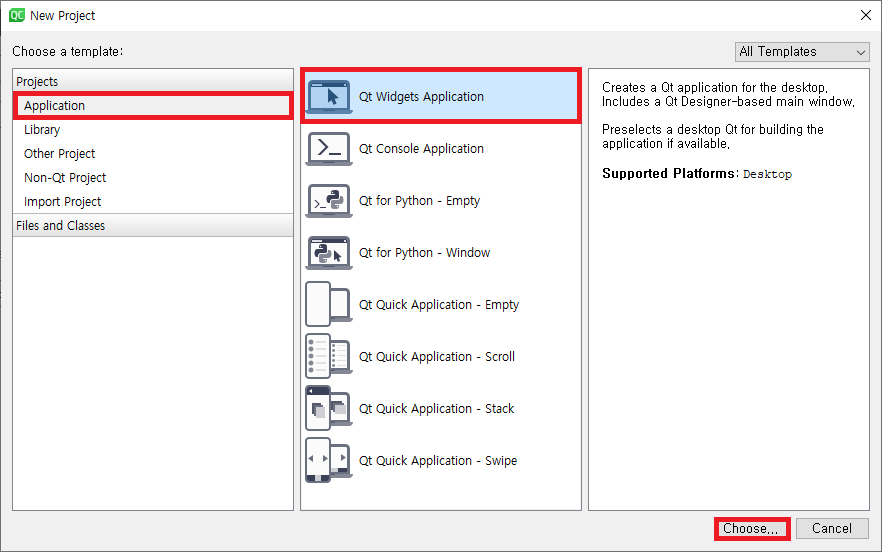 QC New Project
Choose a template:
All Templates
Projects
Application
Library
Other Project
Non-Qt Project
Import Project
Files and Classes
Qt Widgets Application
Qt Console Application
Qt for Python - Empty
Qt for Python - Window
Qt Quick Application - Empty
Qt Quick Application - Scroll
Qt Quick Application - Stack
Qt Quick Application - Swipe
Creates a Qt application for the desktop.
Includes a Qt Designer-based main window.
Preselects a desktop Qt for building the
application if available.
Supported Platforms: Desktop
Choose...
Cancel